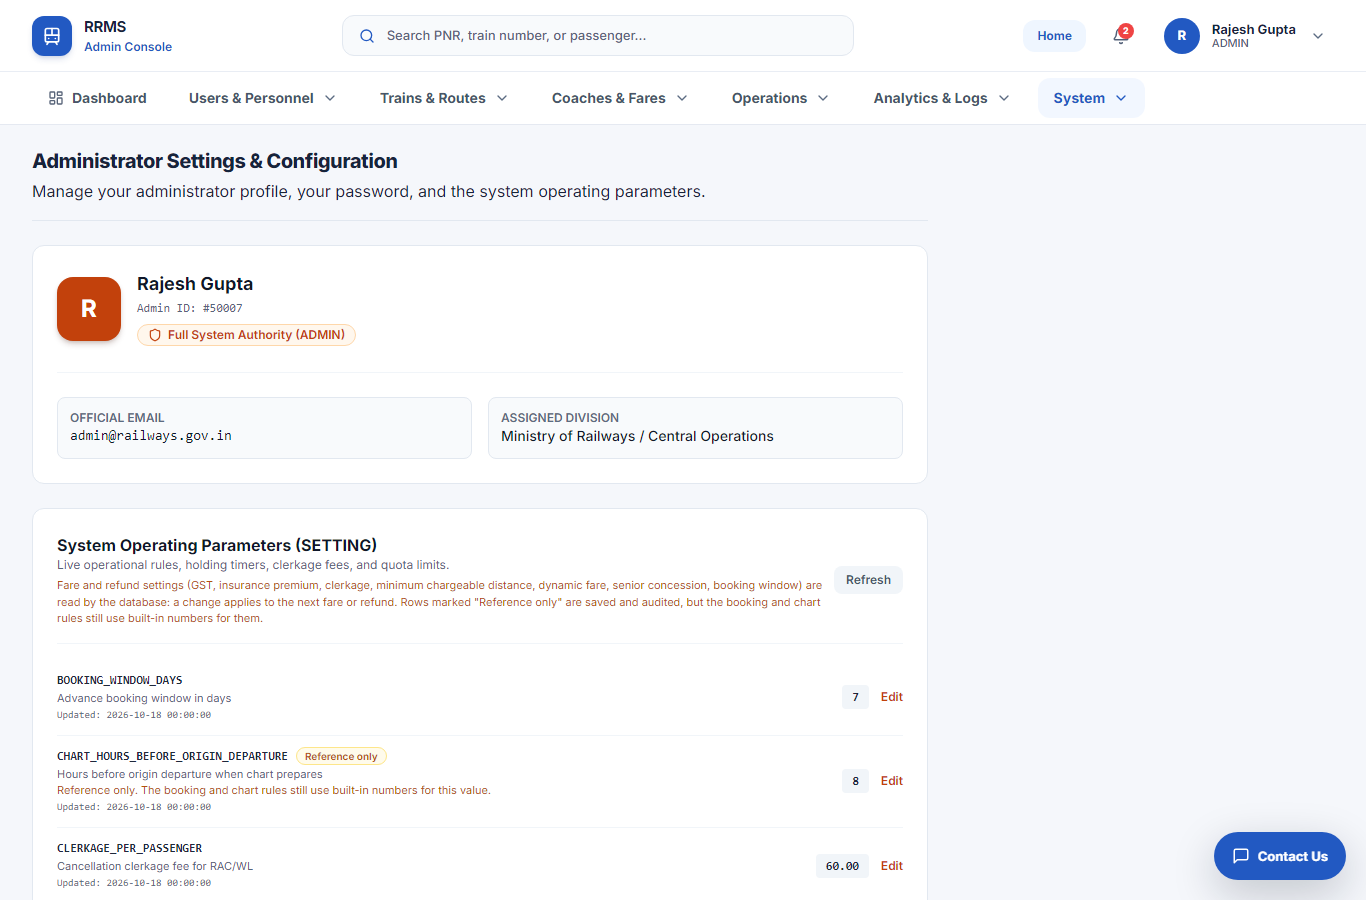 RRMS
Admin Console
Search PNR, train number, or passenger...
Home
2
R
Rajesh Gupta
ADMIN
Dashboard
Users & Personnel
Trains & Routes
Coaches & Fares
Operations
Analytics & Logs
System
Administrator Settings & Configuration
Manage your administrator profile, your password, and the system operating parameters.
R
Rajesh Gupta
Admin ID: #50007
Full System Authority (ADMIN)
OFFICIAL EMAIL
admin@railways.gov.in
ASSIGNED DIVISION
Ministry of Railways / Central Operations
System Operating Parameters (SETTING)
Live operational rules, holding timers, clerkage fees, and quota limits.
Fare and refund settings (GST, insurance premium, clerkage, minimum chargeable distance, dynamic fare, senior concession, booking window) are
read by the database: a change applies to the next fare or refund. Rows marked "Reference only" are saved and audited, but the booking and chart
rules still use built-in numbers for them.
Refresh
BOOKING_WINDOW_DAYS
Advance booking window in days
Updated: 2026-10-18 00:00:00
7
Edit
CHART_HOURS_BEFORE_ORIGIN_DEPARTURE
Reference only
Hours before origin departure when chart prepares
Reference only. The booking and chart rules still use built-in numbers for this value.
Updated: 2026-10-18 00:00:00
8
Edit
CLERKAGE_PER_PASSENGER
Cancellation clerkage fee for RAC/WL
Updated: 2026-10-18 00:00:00
60.00
Edit
Contact Us